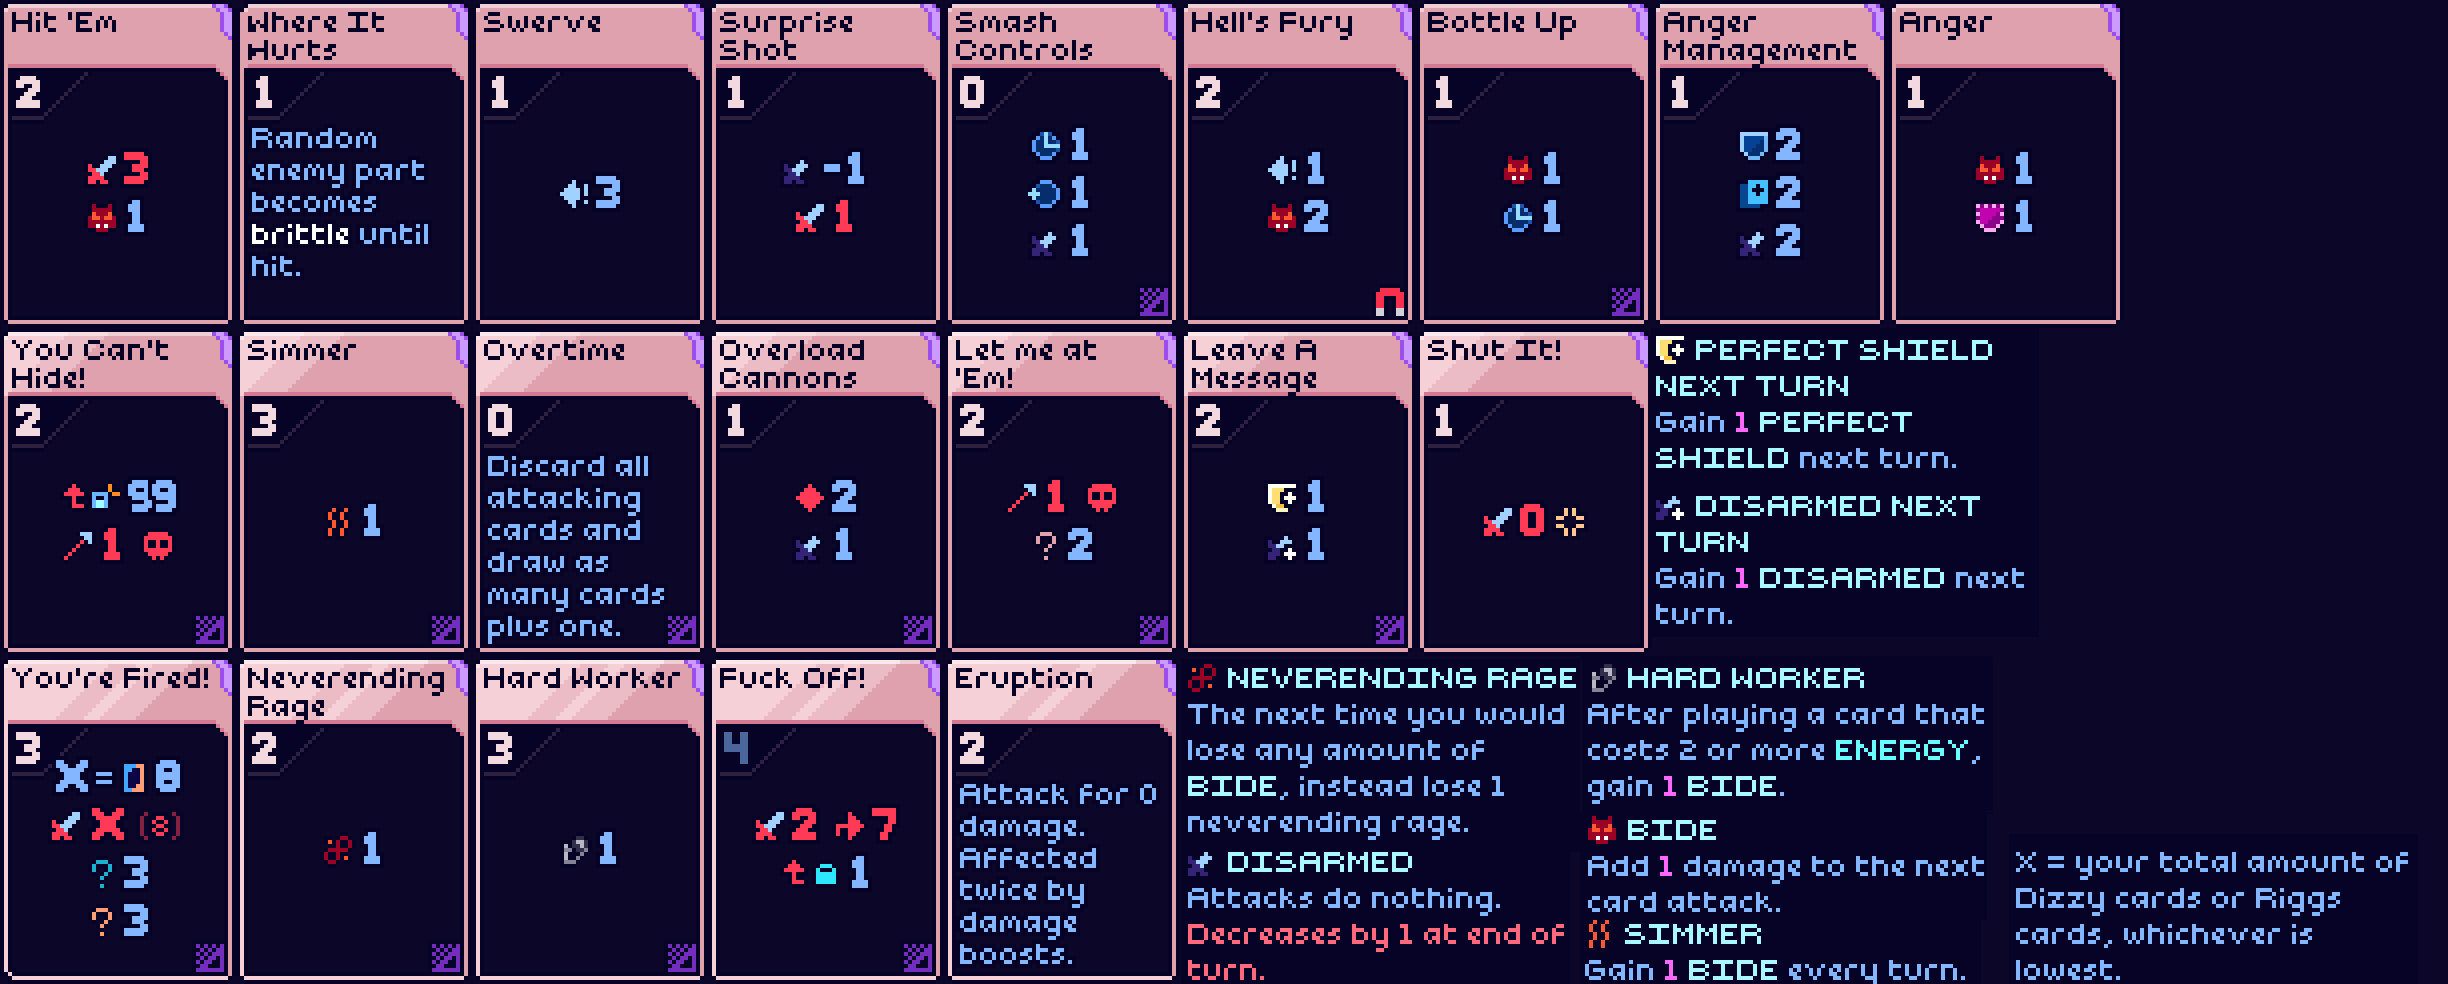 Hit 'Em
2
3
1
Where It
Hurts
1
Random
enemy part
becomes
brittle until
hit.
Swerve
1
! 3
Surprise
Shot
1
-1
1
Smash
Controls
0
1
1
1
Hell's Fury
2
! 1
2
Bottle Up
1
1
1
Anger
Management
1
2
2
2
Anger
1
1
1
You Can't
Hide!
2
99
1
Simmer
3
1
Overtime
0
Discard all
attacking
cards and
draw as
many cards
plus one.
Overload
Cannons
1
2
1
Let me at
'Em!
2
1
? 2
Leave A
Message
2
1
1
Shut It!
1
0
PERFECT SHIELD
NEXT TURN
Gain 1 PERFECT
SHIELD next turn.
DISARMED NEXT
TURN
Gain 1 DISARMED next
turn.
You're Fired!
3
X = 8
X (8)
? 3
? 3
Neverending
Rage
2
1
Hard Worker
3
1
Fuck Off!
4
2 7
1
Eruption
2
Attack for 0
damage.
Affected
twice by
damage
boosts.
NEVERENDING RAGE
The next time you would
lose any amount of
BIDE, instead lose 1
neverending rage.
DISARMED
Attacks do nothing.
Decreases by 1 at end of
turn.
HARD WORKER
After playing a card that
costs 2 or more ENERGY,
gain 1 BIDE.
BIDE
Add 1 damage to the next
card attack.
SIMMER
Gain 1 BIDE every turn.
X = your total amount of
Dizzy cards or Riggs
cards, whichever is
lowest.